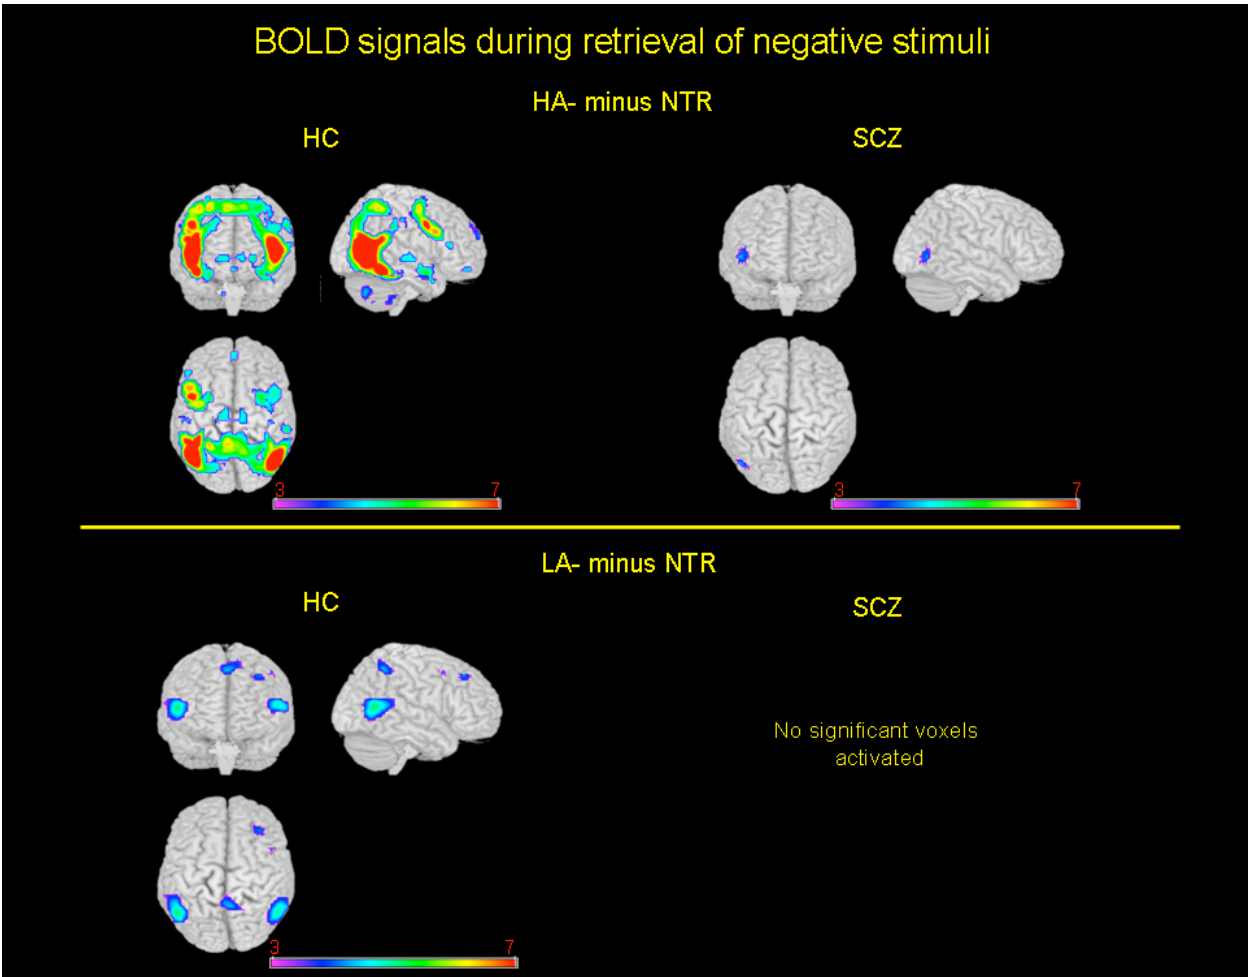 BOLD signals during retrieval of negative stimuli
HA- minus NTR
HC
SCZ
3
7
3
7
LA- minus NTR
HC
SCZ
No significant voxels
activated
3
7